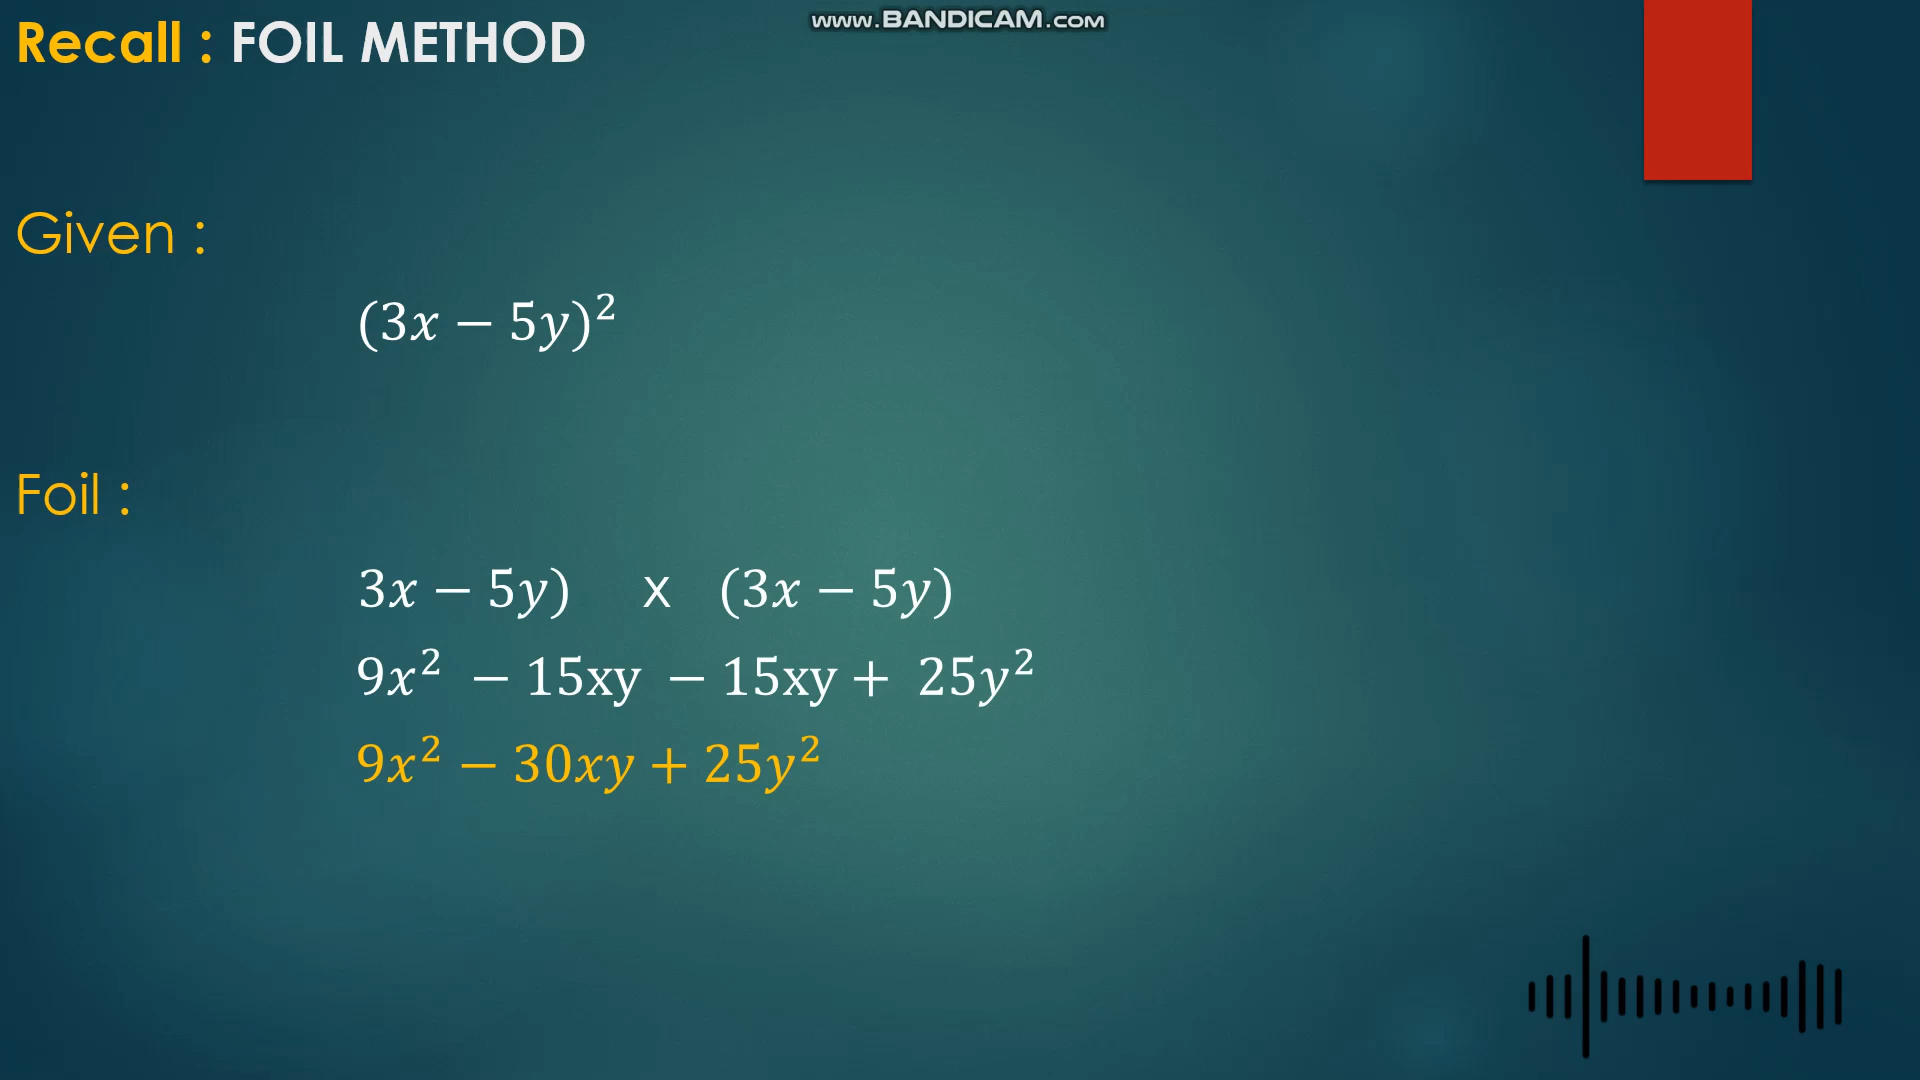 www.BANDICAM.com
Recall : FOIL METHOD
Given :
(3x − 5y)²
Foil :
3x − 5y) x (3x − 5y)
9x² − 15xy − 15xy + 25y²
9x² − 30xy + 25y²